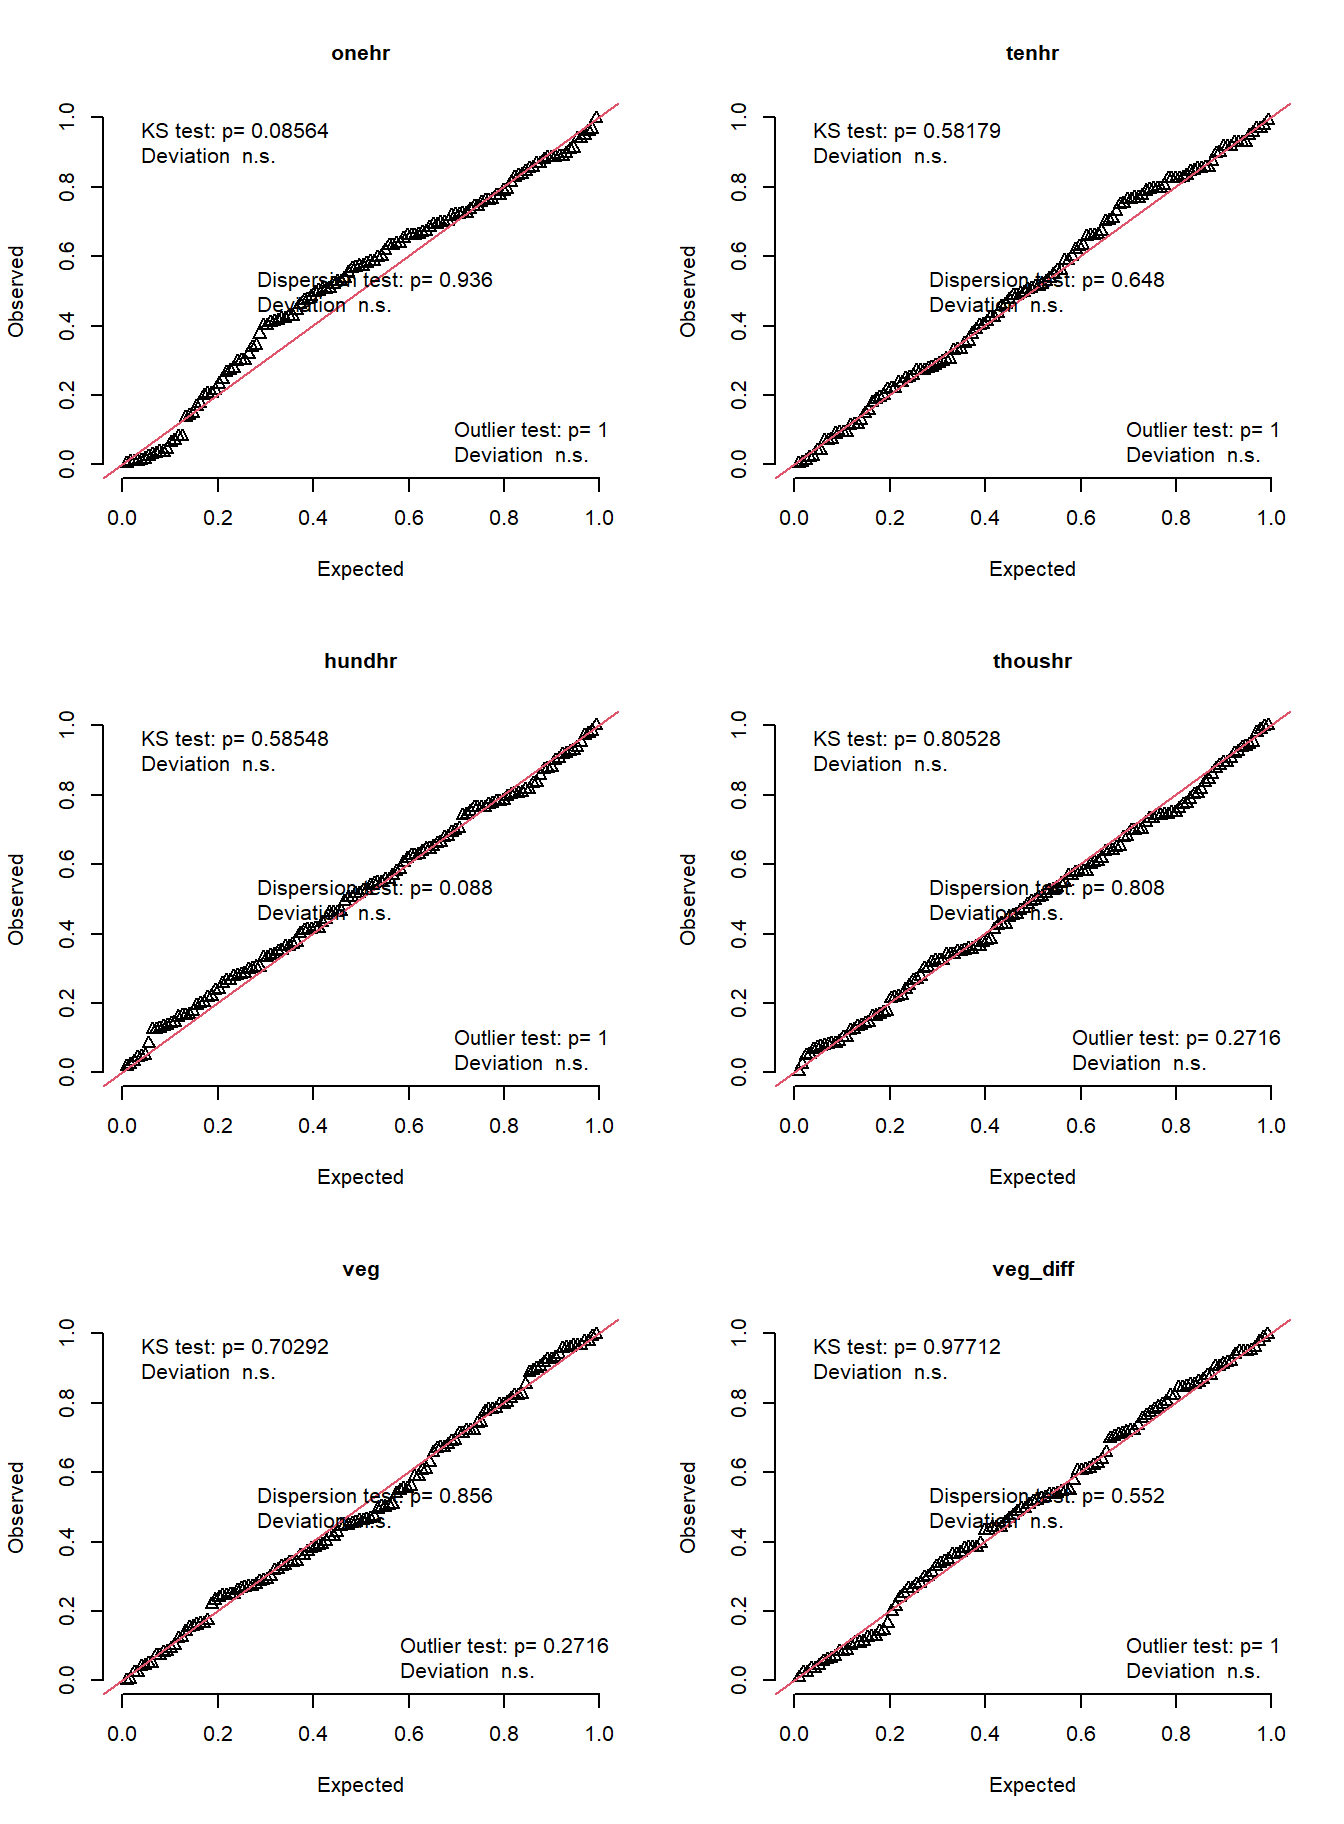 onehr
KS test: p= 0.08564
Deviation n.s.
Dispersion test: p= 0.936
Deviation n.s.
Outlier test: p= 1
Deviation n.s.
Observed
0.0 0.2 0.4 0.6 0.8 1.0
0.0 0.2 0.4 0.6 0.8 1.0
Expected
tenhr
KS test: p= 0.58179
Deviation n.s.
Dispersion test: p= 0.648
Deviation n.s.
Outlier test: p= 1
Deviation n.s.
Observed
0.0 0.2 0.4 0.6 0.8 1.0
0.0 0.2 0.4 0.6 0.8 1.0
Expected
hundhr
KS test: p= 0.58548
Deviation n.s.
Dispersion test: p= 0.088
Deviation n.s.
Outlier test: p= 1
Deviation n.s.
Observed
0.0 0.2 0.4 0.6 0.8 1.0
0.0 0.2 0.4 0.6 0.8 1.0
Expected
thoushr
KS test: p= 0.80528
Deviation n.s.
Dispersion test: p= 0.808
Deviation n.s.
Outlier test: p= 0.2716
Deviation n.s.
Observed
0.0 0.2 0.4 0.6 0.8 1.0
0.0 0.2 0.4 0.6 0.8 1.0
Expected
veg
KS test: p= 0.70292
Deviation n.s.
Dispersion test: p= 0.856
Deviation n.s.
Outlier test: p= 0.2716
Deviation n.s.
Observed
0.0 0.2 0.4 0.6 0.8 1.0
0.0 0.2 0.4 0.6 0.8 1.0
Expected
veg_diff
KS test: p= 0.97712
Deviation n.s.
Dispersion test: p= 0.552
Deviation n.s.
Outlier test: p= 1
Deviation n.s.
Observed
0.0 0.2 0.4 0.6 0.8 1.0
0.0 0.2 0.4 0.6 0.8 1.0
Expected